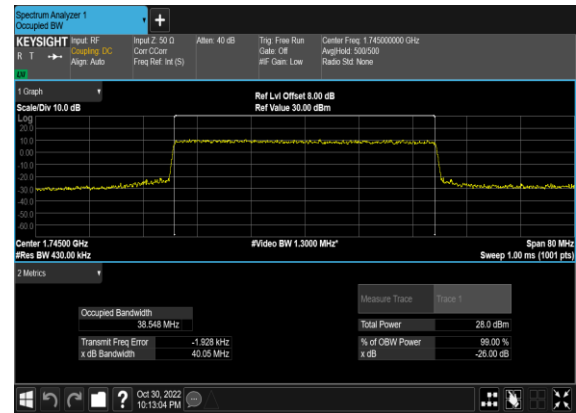 Spectrum Analyzer 1
Occupied BW
KEYSIGHT
R T
LXI
Input: RF
Coupling: DC
Align: Auto
Input Z: 50 Ω
Corr CCorr
Freq Ref: Int (S)
Atten: 40 dB
Trig: Free Run
Gate: Off
#IF Gain: Low
Center Freq: 1.745000000 GHz
Avg|Hold: 500/500
Radio Std: None
1 Graph
Scale/Div 10.0 dB
Ref Lvl Offset 8.00 dB
Ref Value 30.00 dBm
Log
20.0
10.0
0.00
-10.0
-20.0
-30.0
-40.0
-50.0
-60.0
Center 1.74500 GHz
#Res BW 430.00 kHz
#Video BW 1.3000 MHz*
Span 80 MHz
Sweep 1.00 ms (1001 pts)
2 Metrics
Measure Trace Trace 1
Occupied Bandwidth
38.548 MHz
Total Power 28.0 dBm
Transmit Freq Error -1.928 kHz
% of OBW Power 99.00 %
x dB Bandwidth 40.05 MHz
x dB -26.00 dB
?
Oct 30, 2022
10:13:04 PM